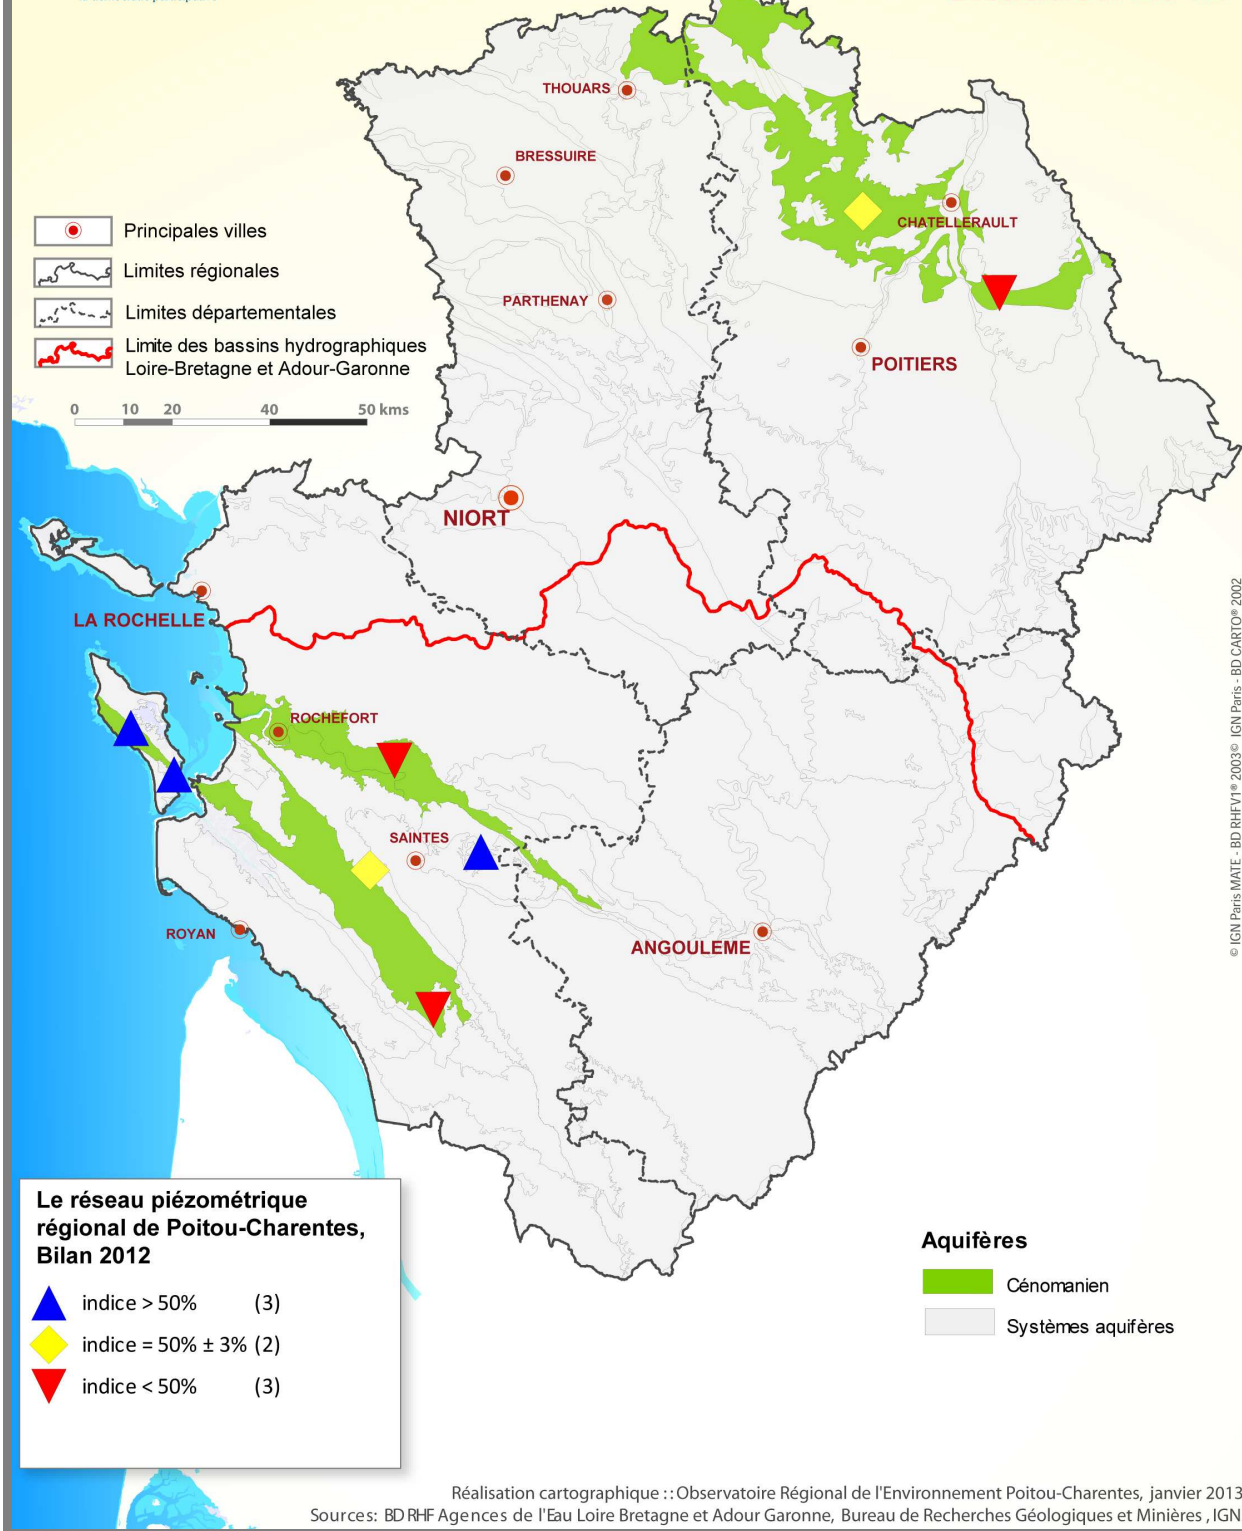 THOUARS
BRESSUIRE
CHATELLERAULT
PARTHENAY
POITIERS
Principales villes
Limites régionales
Limites départementales
Limite des bassins hydrographiques
Loire-Bretagne et Adour-Garonne
0 10 20 40 50 kms
NIORT
LA ROCHELLE
ROCHEFORT
SAINTES
ROYAN
ANGOULEME
© IGN Paris MATE - BD RHFV1® 2003© IGN Paris - BD CARTO® 2002
Le réseau piézométrique
régional de Poitou-Charentes,
Bilan 2012
indice > 50% (3)
indice = 50% ± 3% (2)
indice < 50% (3)
Aquifères
Cénomanien
Systèmes aquifères
Réalisation cartographique :: Observatoire Régional de l'Environnement Poitou-Charentes, janvier 2013
Sources: BD RHF Agences de l'Eau Loire Bretagne et Adour Garonne, Bureau de Recherches Géologiques et Minières , IGN